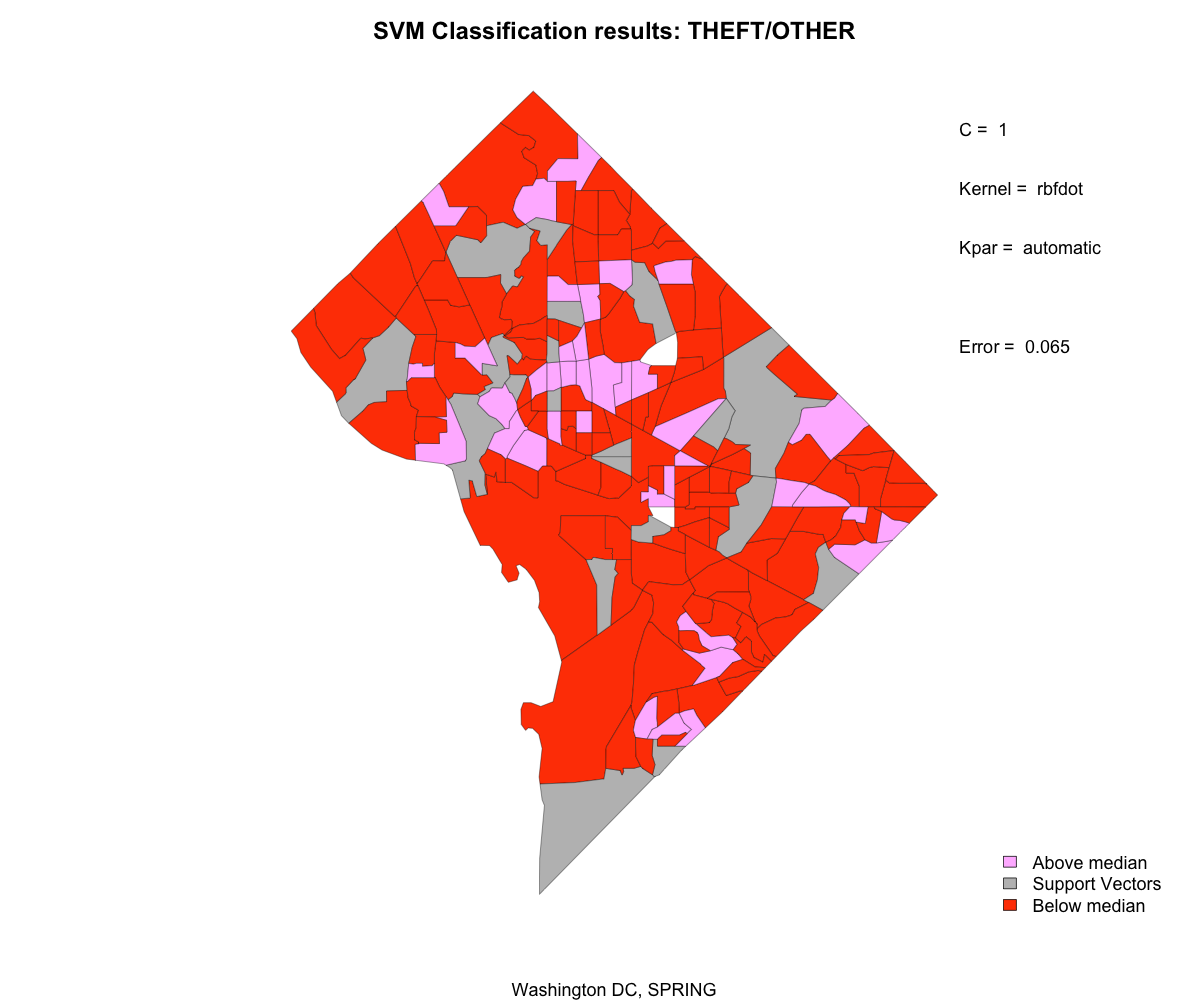 SVM Classification results: THEFT/OTHER
C =  1
Kernel =  rbfdot
Kpar =  automatic
Error =  0.065
Above median
Support Vectors
Below median
Washington DC, SPRING